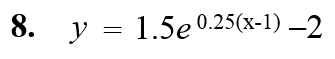 8. y = 1.5e^{0.25(x-1)} –2